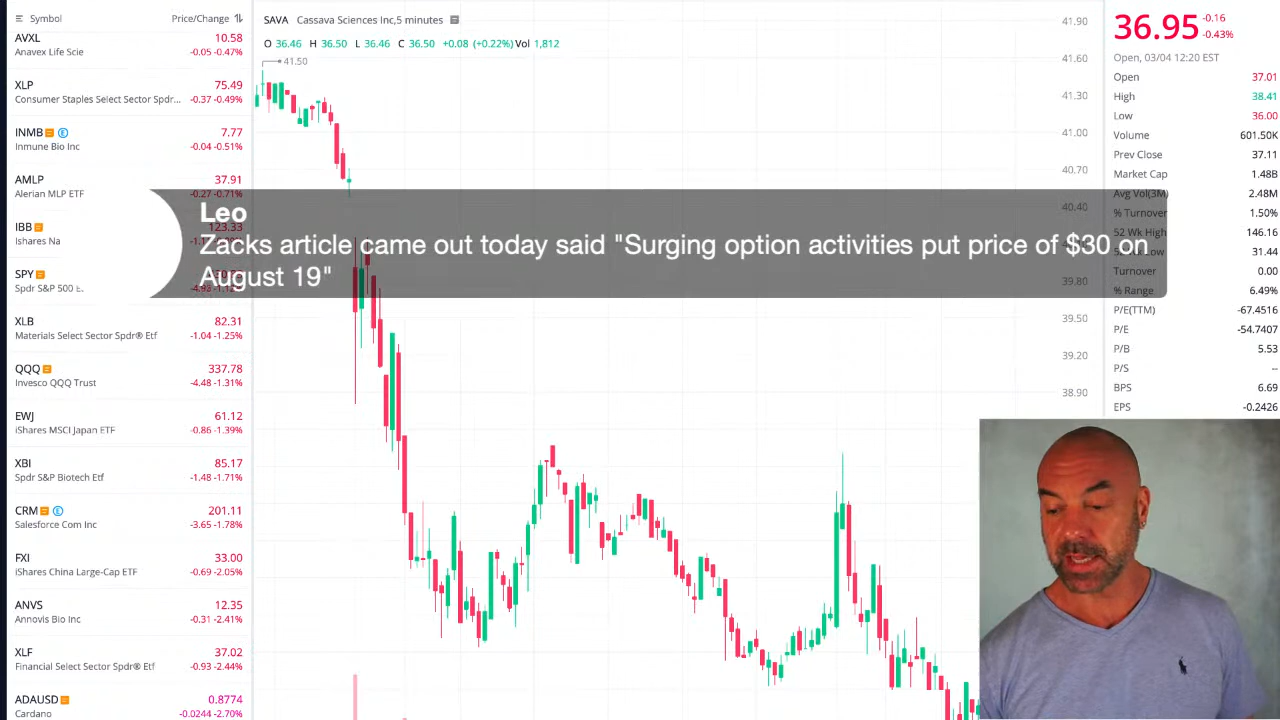 Symbol Price/Change
AVXL 10.58
Anavex Life Scie -0.05 -0.47%
XLP 75.49
Consumer Staples Select Sector Spdr... -0.37 -0.49%
INMB E 7.77
Inmune Bio Inc -0.04 -0.51%
AMLP 37.91
Alerian MLP ETF -0.27 -0.71%
IBB 123.33
Ishares Na
SPY
Spdr S&P 500 E.
XLB 82.31
Materials Select Sector Spdr® Etf -1.04 -1.25%
QQQ 337.78
Invesco QQQ Trust -4.48 -1.31%
EWJ 61.12
iShares MSCI Japan ETF -0.86 -1.39%
XBI 85.17
Spdr S&P Biotech Etf -1.48 -1.71%
CRM E 201.11
Salesforce Com Inc -3.65 -1.78%
FXI 33.00
iShares China Large-Cap ETF -0.69 -2.05%
ANVS 12.35
Annovis Bio Inc -0.31 -2.41%
XLF 37.02
Financial Select Sector Spdr® Etf -0.93 -2.44%
ADAUSD 0.8774
Cardano -0.0244 -2.70%
SAVA Cassava Sciences Inc,5 minutes
O 36.46 H 36.50 L 36.46 C 36.50 +0.08 (+0.22%) Vol 1,812
41.50
41.90
41.60
41.30
41.00
40.70
40.40
39.80
39.50
39.20
38.90
Leo
Zacks article came out today said "Surging option activities put price of $30 on
August 19"
36.95 -0.16
-0.43%
Open, 03/04 12:20 EST
Open 37.01
High 38.41
Low 36.00
Volume 601.50K
Prev Close 37.11
Market Cap 1.48B
Avg Vol(3M) 2.48M
% Turnover 1.50%
52 Wk High 146.16
52 Wk Low 31.44
Turnover 0.00
% Range 6.49%
P/E(TTM) -67.4516
P/E -54.7407
P/B 5.53
P/S --
BPS 6.69
EPS -0.2426